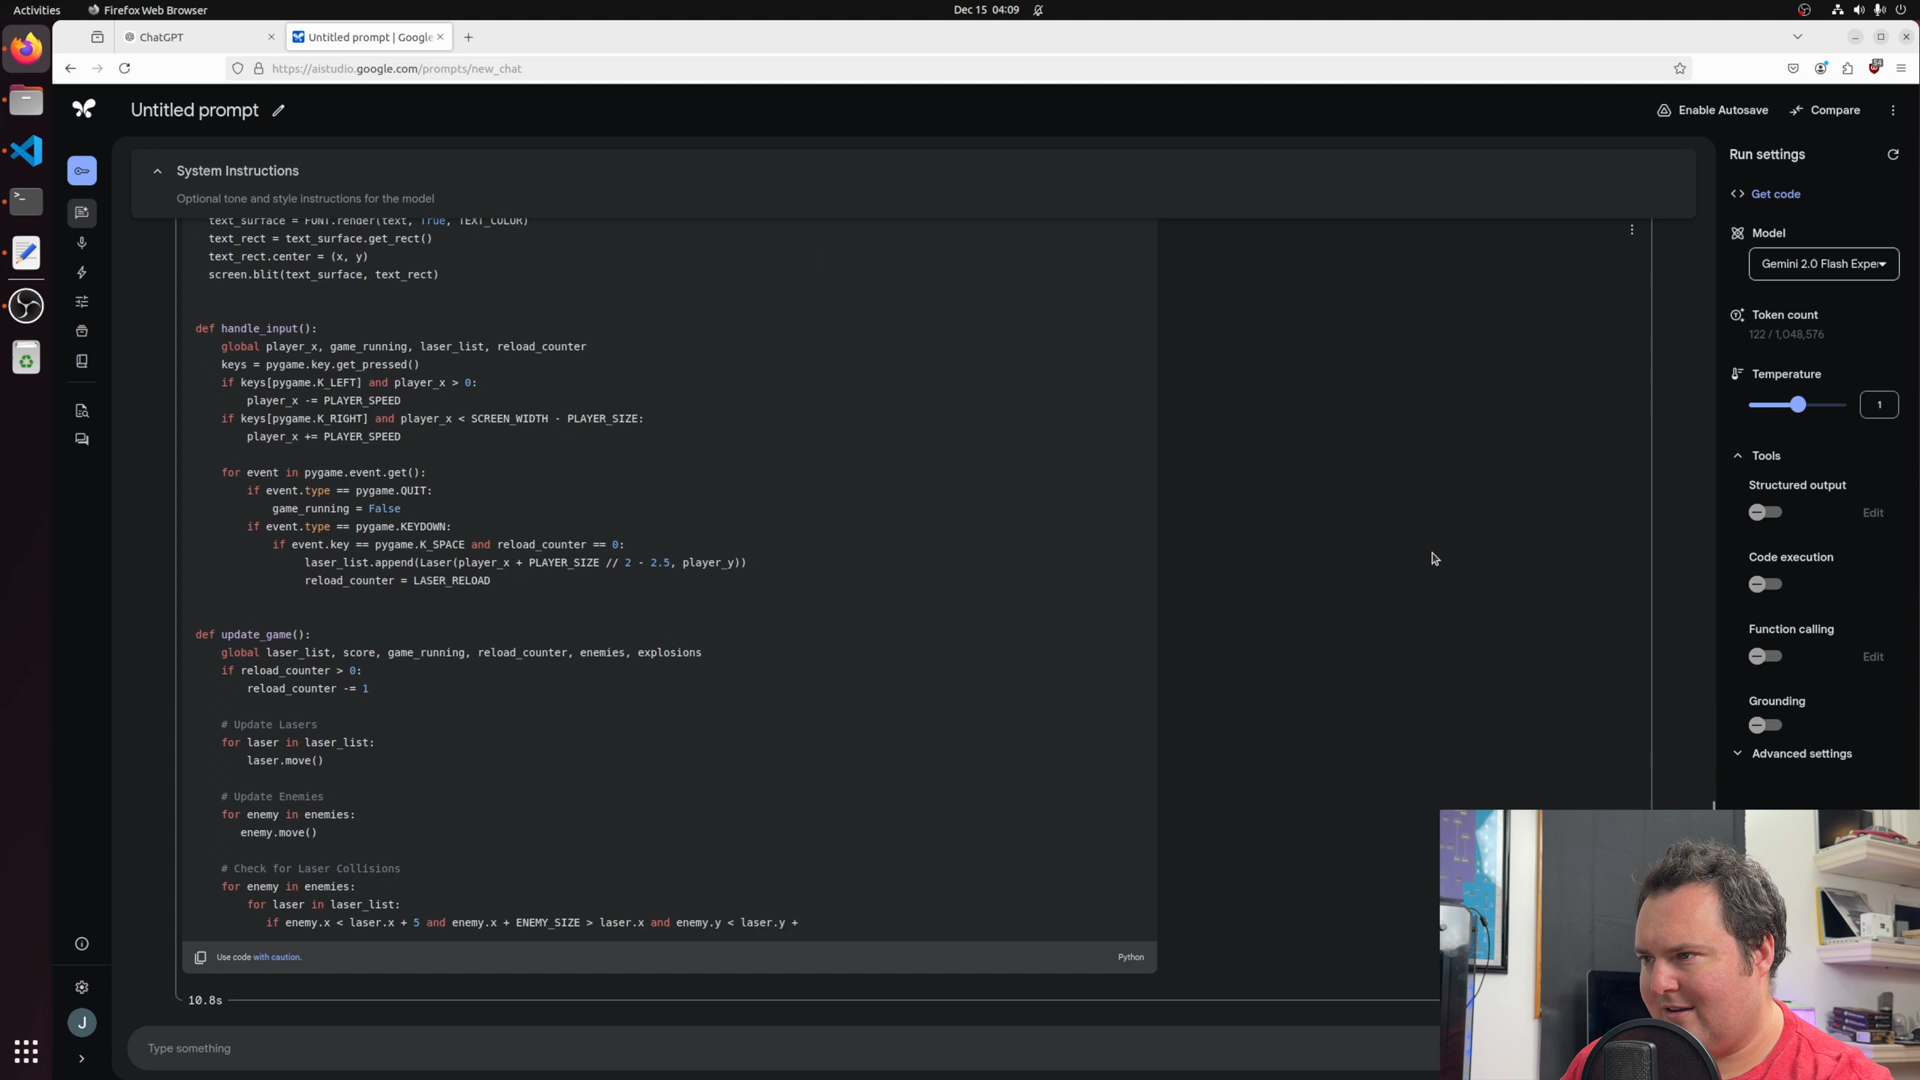 Activities
Firefox Web Browser
Dec 15 04:09
ChatGPT
Untitled prompt | Google
https://aistudio.google.com/prompts/new_chat
Untitled prompt
Enable Autosave
Compare
System Instructions
Optional tone and style instructions for the model
text_surface = FONT.render(text, True, TEXT_COLOR)
text_rect = text_surface.get_rect()
text_rect.center = (x, y)
screen.blit(text_surface, text_rect)
def handle_input():
global player_x, game_running, laser_list, reload_counter
keys = pygame.key.get_pressed()
if keys[pygame.K_LEFT] and player_x > 0:
player_x -= PLAYER_SPEED
if keys[pygame.K_RIGHT] and player_x < SCREEN_WIDTH - PLAYER_SIZE:
player_x += PLAYER_SPEED
for event in pygame.event.get():
if event.type == pygame.QUIT:
game_running = False
if event.type == pygame.KEYDOWN:
if event.key == pygame.K_SPACE and reload_counter == 0:
laser_list.append(Laser(player_x + PLAYER_SIZE // 2 - 2.5, player_y))
reload_counter = LASER_RELOAD
def update_game():
global laser_list, score, game_running, reload_counter, enemies, explosions
if reload_counter > 0:
reload_counter -= 1
# Update Lasers
for laser in laser_list:
laser.move()
# Update Enemies
for enemy in enemies:
enemy.move()
# Check for Laser Collisions
for enemy in enemies:
for laser in laser_list:
if enemy.x < laser.x + 5 and enemy.x + ENEMY_SIZE > laser.x and enemy.y < laser.y +
Use code with caution.
Python
10.8s
Type something
J
Run settings
Get code
Model
Gemini 2.0 Flash Exper
Token count
122 / 1,048,576
Temperature
1
Tools
Structured output
Edit
Code execution
Function calling
Edit
Grounding
Advanced settings